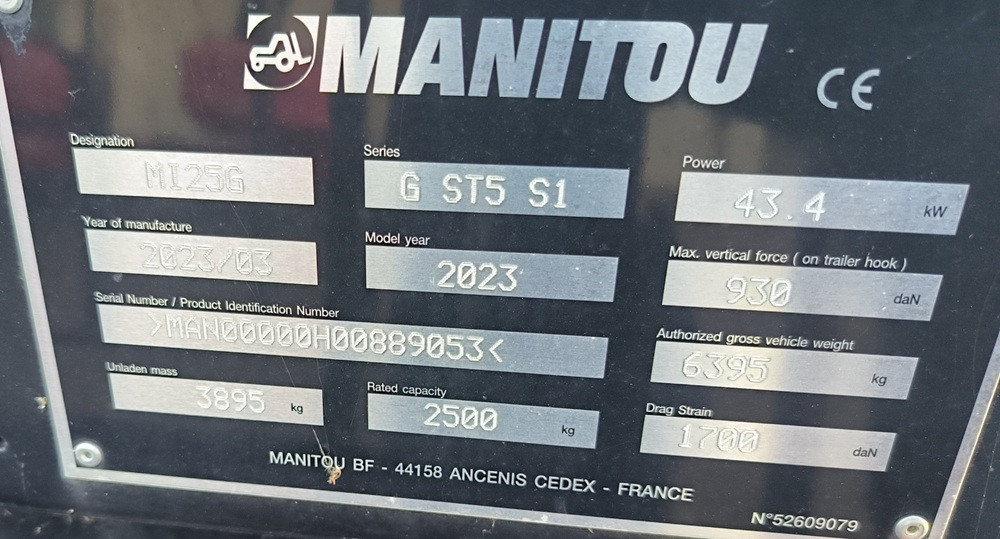 MANITOU CE
Designation Series Power
MI25G G ST5 S1 43.4 kW
Year of manufacture Model year Max. vertical force ( on trailer hook )
2023/03 2023 930 daN
Serial Number / Product Identification Number Authorized gross vehicle weight
>MAN00000H00889053< 6395 kg
Unladen mass Rated capacity Drag Strain
3895 kg 2500 kg 1700 daN
MANITOU BF - 44158 ANCENIS CEDEX - FRANCE
N°52609079